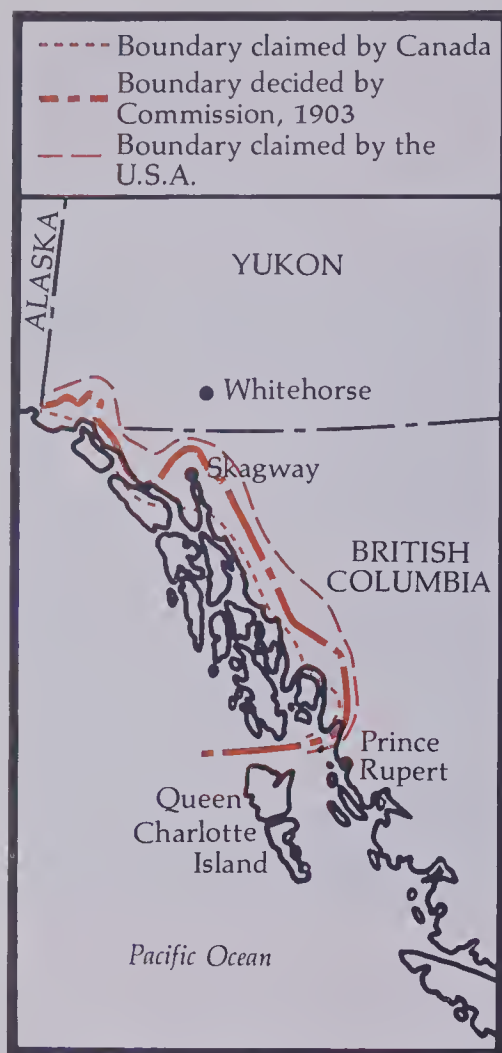 Boundary claimed by Canada
Boundary decided by
Commission, 1903
Boundary claimed by the
U.S.A.
ALASKA
YUKON
Whitehorse
Skagway
BRITISH
COLUMBIA
Prince
Rupert
Queen
Charlotte
Island
Pacific Ocean